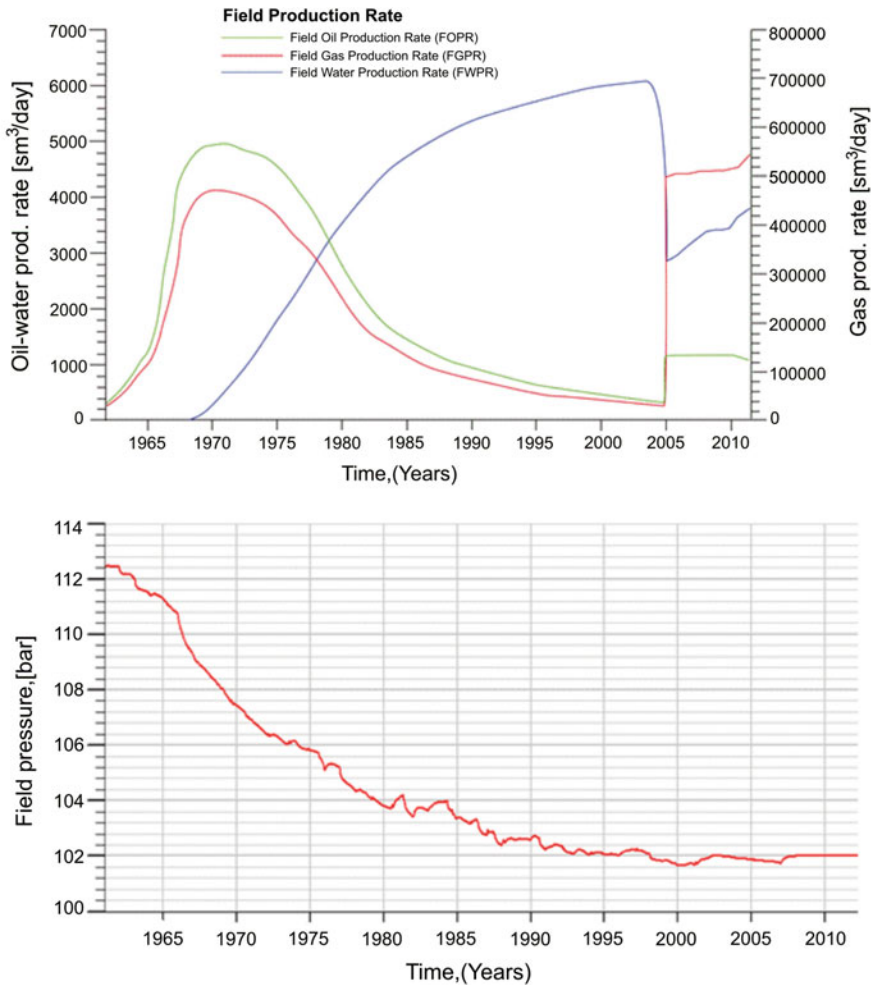 Field Production Rate
Field Oil Production Rate (FOPR)
Field Gas Production Rate (FGPR)
Field Water Production Rate (FWPR)
Oil-water prod. rate [sm³/day]
7000
6000
5000
4000
3000
2000
1000
0
800000
700000
600000
500000
400000
300000
200000
100000
0
Gas prod. rate [sm³/day]
1965 1970 1975 1980 1985 1990 1995 2000 2005 2010
Time,(Years)
Field pressure,[bar]
114
112
110
108
106
104
102
100
1965 1970 1975 1980 1985 1990 1995 2000 2005 2010
Time,(Years)